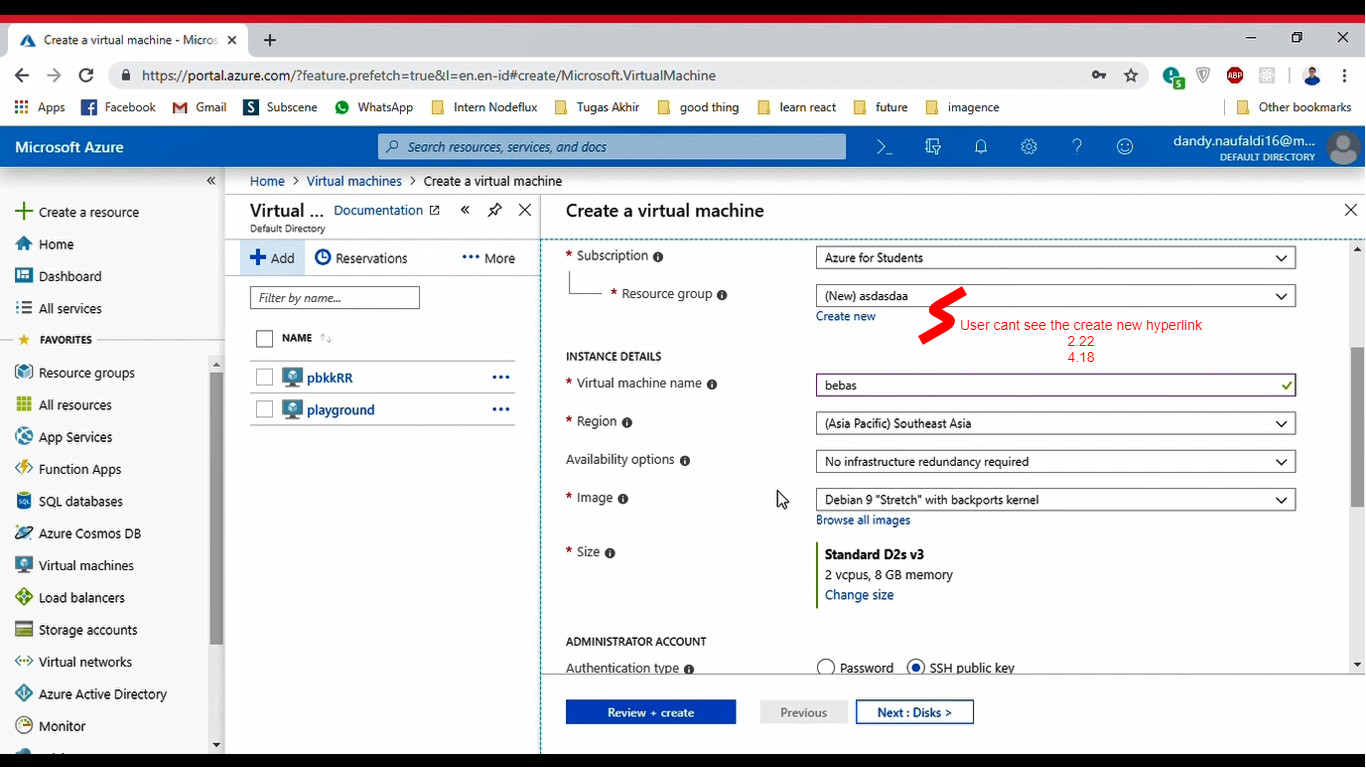 Create a virtual machine - Micros
https://portal.azure.com/?feature.prefetch=true&l=en.en-id#create/Microsoft.VirtualMachine
Apps Facebook Gmail Subscene WhatsApp Intern Nodeflux Tugas Akhir good thing learn react future imagence Other bookmarks
Microsoft Azure
Search resources, services, and docs
dandy.naufaldi16@m...
DEFAULT DIRECTORY
Create a resource
Home
Dashboard
All services
FAVORITES
Resource groups
All resources
App Services
Function Apps
SQL databases
Azure Cosmos DB
Virtual machines
Load balancers
Storage accounts
Virtual networks
Azure Active Directory
Monitor
Home > Virtual machines > Create a virtual machine
Virtual ... Documentation
Default Directory
Add Reservations More
Filter by name...
NAME
pbkkRR
playground
Create a virtual machine
* Subscription Azure for Students
* Resource group (New) asdasdaa
Create new
User cant see the create new hyperlink
2.22
4.18
INSTANCE DETAILS
* Virtual machine name bebas
* Region (Asia Pacific) Southeast Asia
Availability options No infrastructure redundancy required
* Image Debian 9 "Stretch" with backports kernel
Browse all images
* Size Standard D2s v3
2 vcpus, 8 GB memory
Change size
ADMINISTRATOR ACCOUNT
Authentication type Password SSH public key
Review + create Previous Next : Disks >